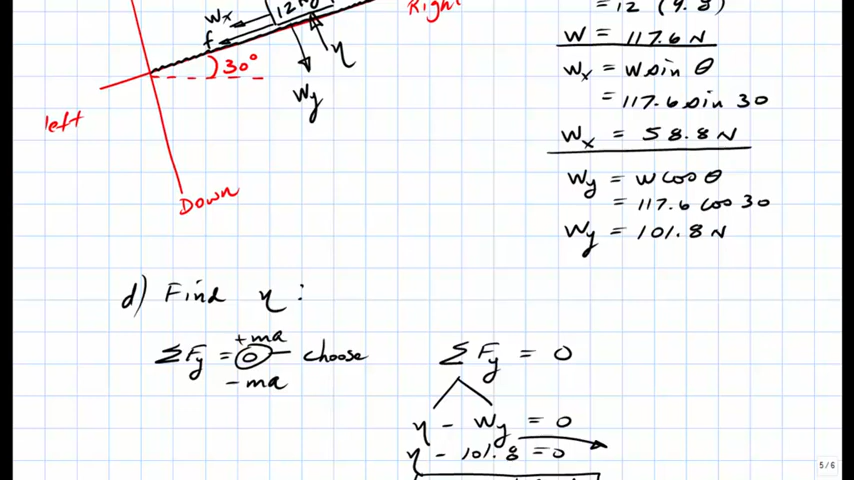 Right
Wx
12 kg
f
η
30°
Wy
left
Down
= 12 (9.8)
W = 117.6 N
Wx = W sin θ
= 117.6 sin 30
Wx = 58.8 N
Wy = W cos θ
= 117.6 cos 30
Wy = 101.8 N
d) Find η :
+ma
ΣFy = 0 — choose
-ma
ΣFy = 0
η - Wy = 0
η - 101.8 = 0
5/6